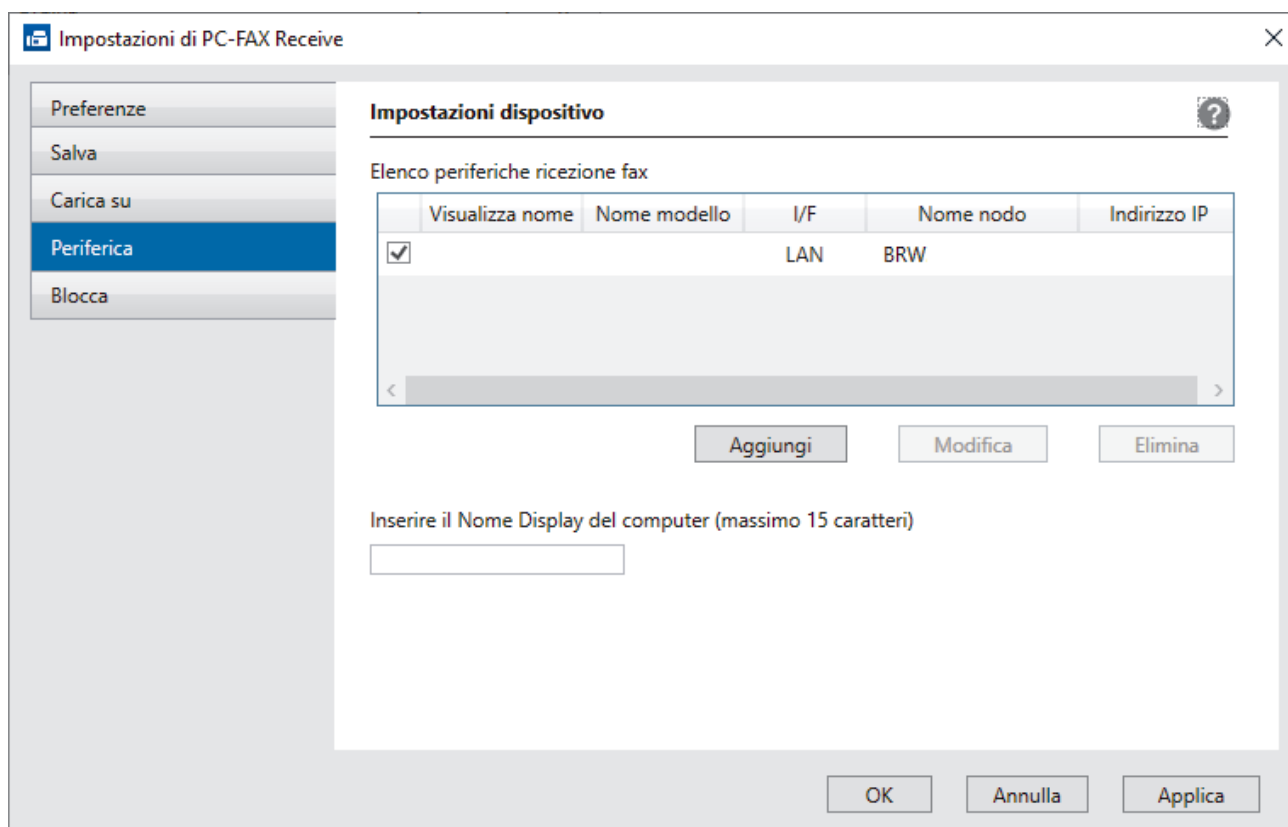 Impostazioni di PC-FAX Receive
Preferenze
Salva
Carica su
Periferica
Blocca
Impostazioni dispositivo
?
Elenco periferiche ricezione fax
Visualizza nome Nome modello I/F Nome nodo Indirizzo IP
LAN BRW
Aggiungi Modifica Elimina
Inserire il Nome Display del computer (massimo 15 caratteri)
OK Annulla Applica